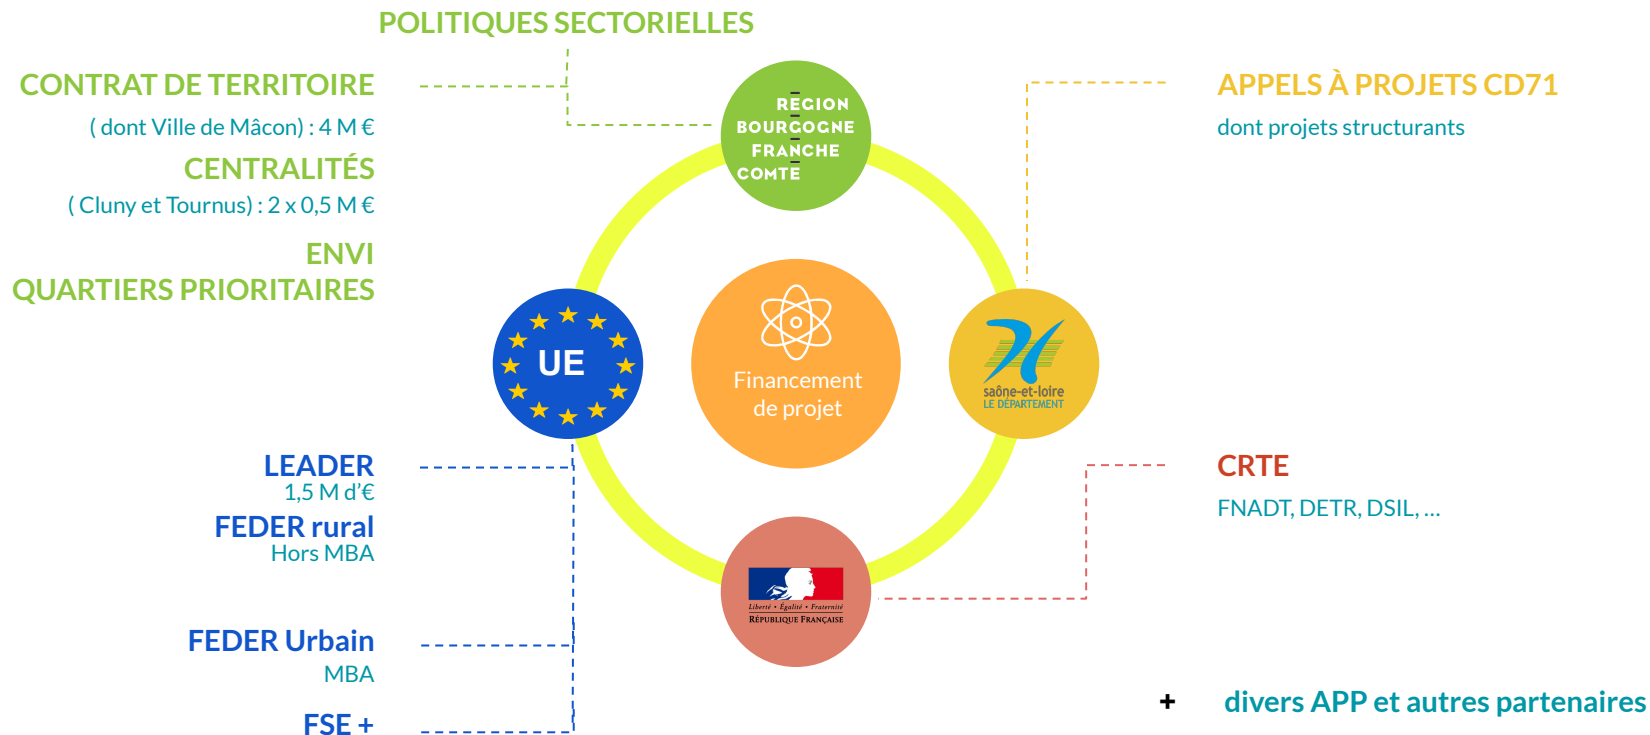 POLITIQUES SECTORIELLES
CONTRAT DE TERRITOIRE
( dont Ville de Mâcon) : 4 M €
CENTRALITÉS
( Cluny et Tournus) : 2 x 0,5 M €
ENVI
QUARTIERS PRIORITAIRES
REGION
BOURGOGNE
FRANCHE
COMTE
APPELS À PROJETS CD71
dont projets structurants
UE
Financement
de projet
saône-et-loire
LE DÉPARTEMENT
LEADER
1,5 M d'€
FEDER rural
Hors MBA
FEDER Urbain
MBA
FSE +
Liberté • Égalité • Fraternité
RÉPUBLIQUE FRANÇAISE
CRTE
FNADT, DETR, DSIL, ...
+ divers APP et autres partenaires